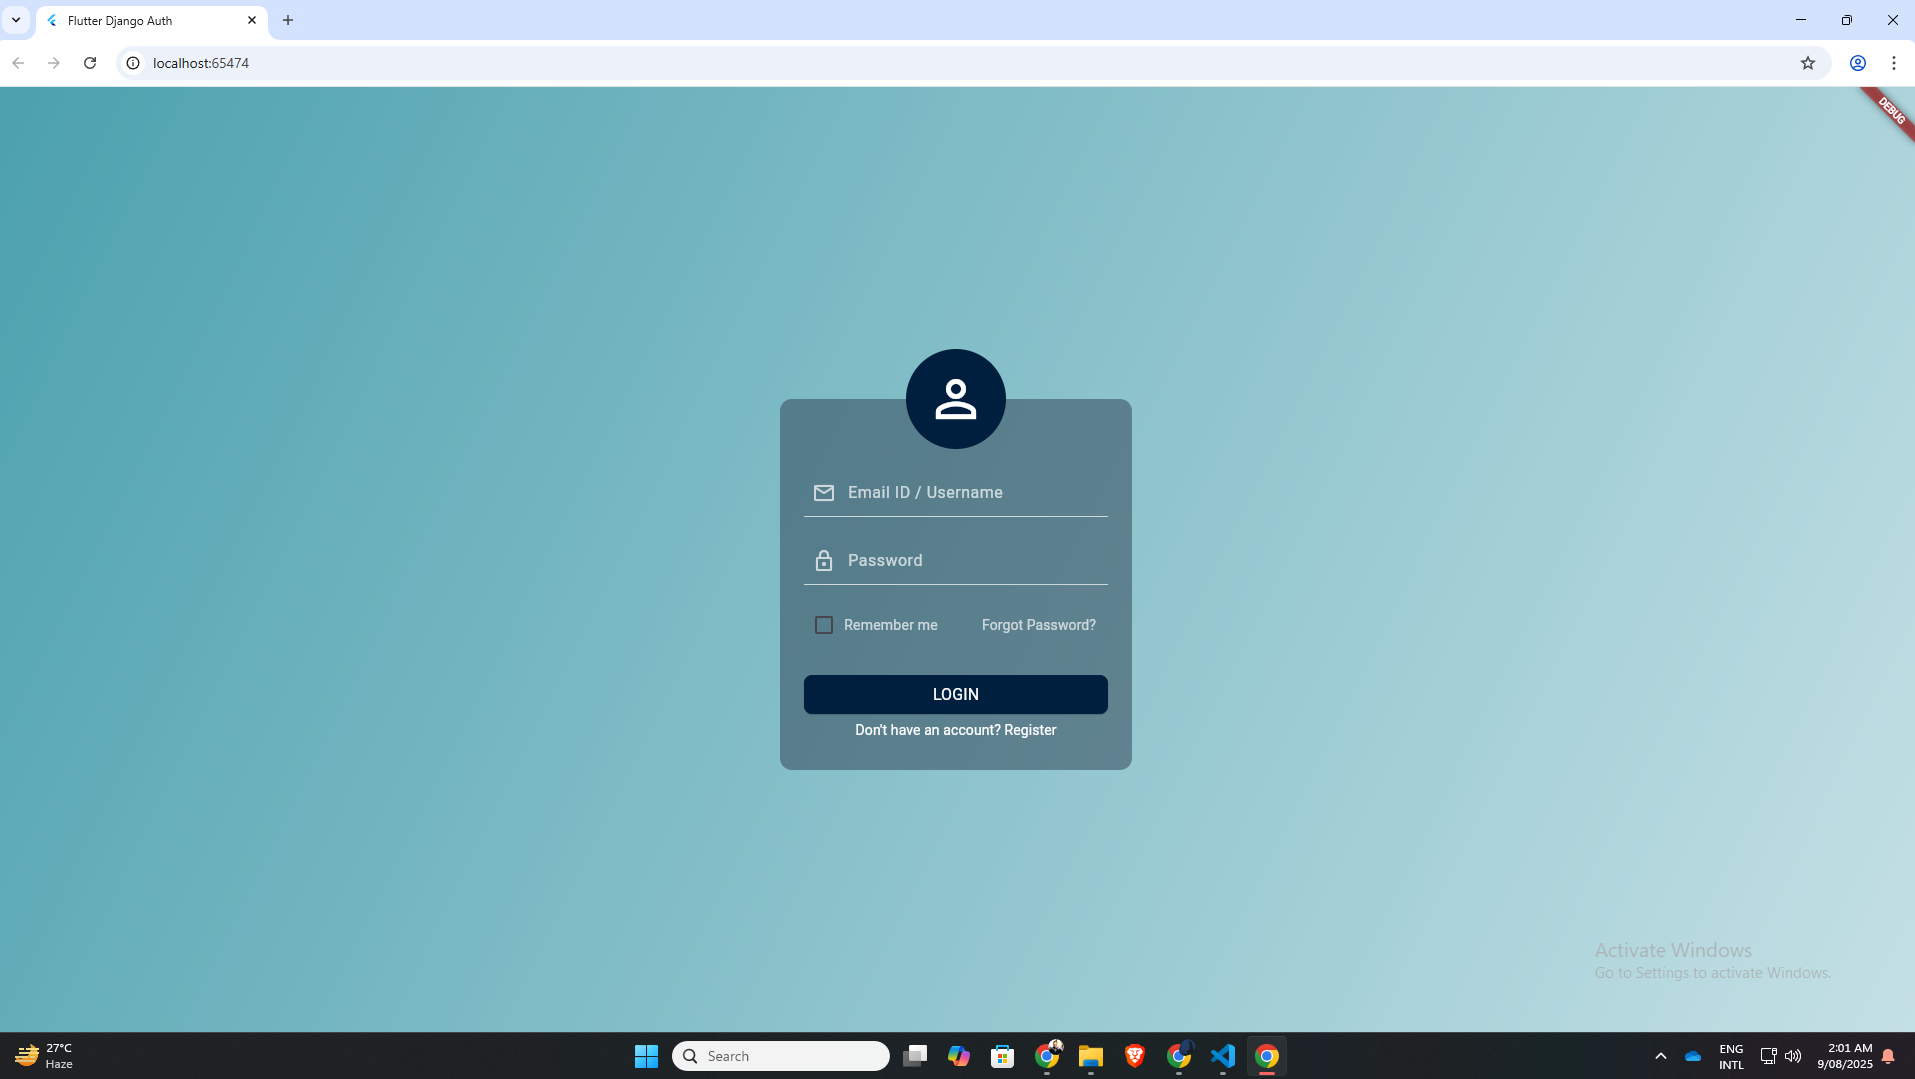 Flutter Django Auth
localhost:65474
DEBUG
Email ID / Username
Password
Remember me Forgot Password?
LOGIN
Don't have an account? Register
Activate Windows
Go to Settings to activate Windows.
27°C
Haze
Search
ENG
INTL
2:01 AM
9/08/2025